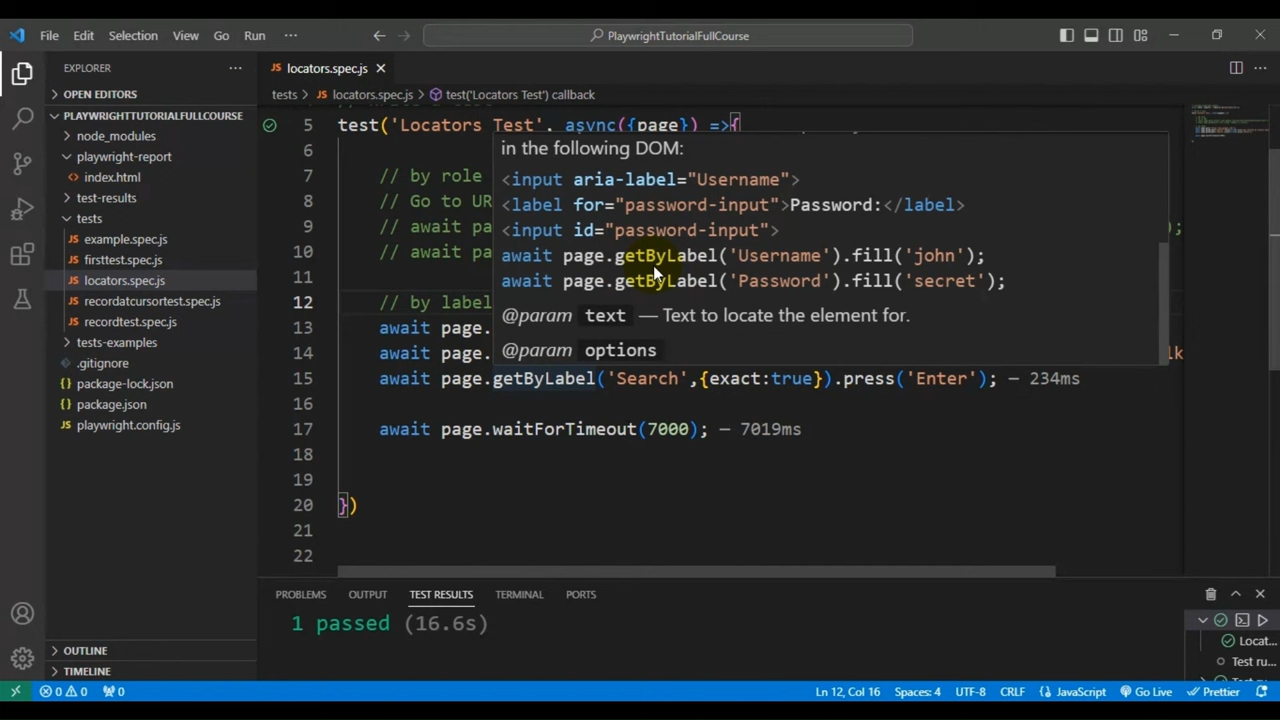 File Edit Selection View Go Run ··· PlaywrightTutorialFullCourse
EXPLORER ···
OPEN EDITORS
PLAYWRIGHTTUTORIALFULLCOURSE
node_modules
playwright-report
index.html
test-results
tests
example.spec.js
firsttest.spec.js
locators.spec.js
recordatcursortest.spec.js
recordtest.spec.js
tests-examples
.gitignore
package-lock.json
package.json
playwright.config.js
OUTLINE
TIMELINE
JS locators.spec.js
tests > JS locators.spec.js > test('Locators Test') callback
5 test('Locators Test', async({page}) =>{
6
7 // by role
8 // Go to UR
9 // await pa
10 // await pa
11
12 // by label
13 await page.
14 await page.
15 await page.getByLabel('Search',{exact:true}).press('Enter'); — 234ms
16
17 await page.waitForTimeout(7000); — 7019ms
18
19
20 })
21
22
in the following DOM:
<input aria-label="Username">
<label for="password-input">Password:</label>
<input id="password-input">
await page.getByLabel('Username').fill('john');
await page.getByLabel('Password').fill('secret');
@param text — Text to locate the element for.
@param options
);
lk
PROBLEMS OUTPUT TEST RESULTS TERMINAL PORTS
1 passed (16.6s)
Locat...
Test ru...
0 0 0 Ln 12, Col 16 Spaces: 4 UTF-8 CRLF JavaScript Go Live Prettier